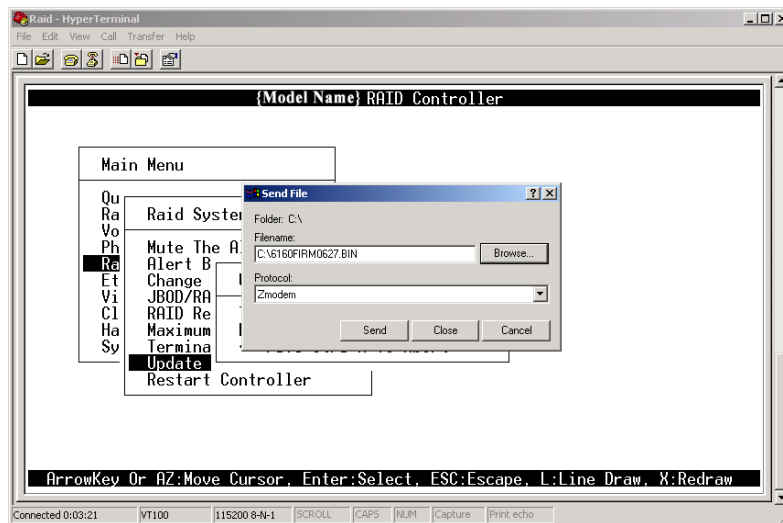 Raid - HyperTerminal
File Edit View Call Transfer Help
{Model Name} RAID Controller
Main Menu
Qu
Ra
Vo
Ph
Ra
Et
Vi
Cl
Ha
Sy
Raid Syste
Mute The A
Alert B
Change
JBOD/RA
RAID Re
Maximum
Termina
Update
Restart Controller
Send File
Folder: C:\
Filename:
C:\6160FIRM0627.BIN
Browse...
Protocol:
Zmodem
Send Close Cancel
ArrowKey Or AZ:Move Cursor, Enter:Select, ESC:Escape, L:Line Draw, X:Redraw
Connected 0:03:21 VT100 115200 8-N-1 SCROLL CAPS NUM Capture Print echo